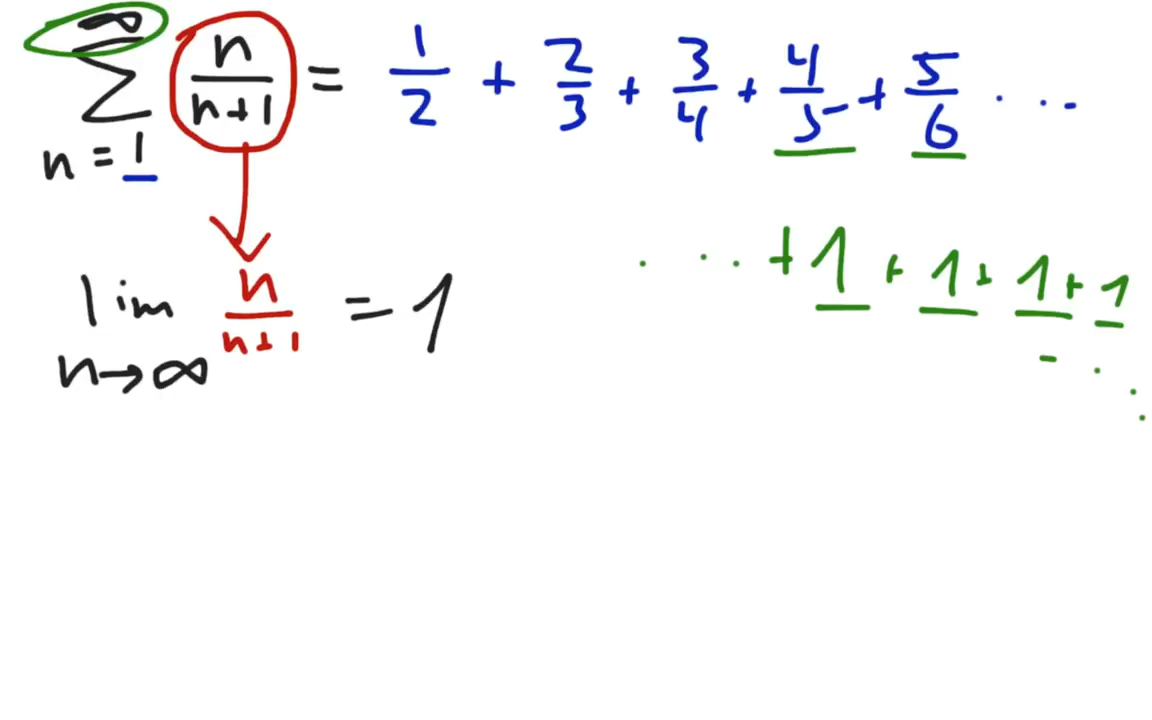 ∞
∑ n/(n+1) = 1/2 + 2/3 + 3/4 + 4/5 + 5/6 ...
n = 1
... + 1 + 1 + 1 + 1
lim n/(n+1) = 1
n→∞